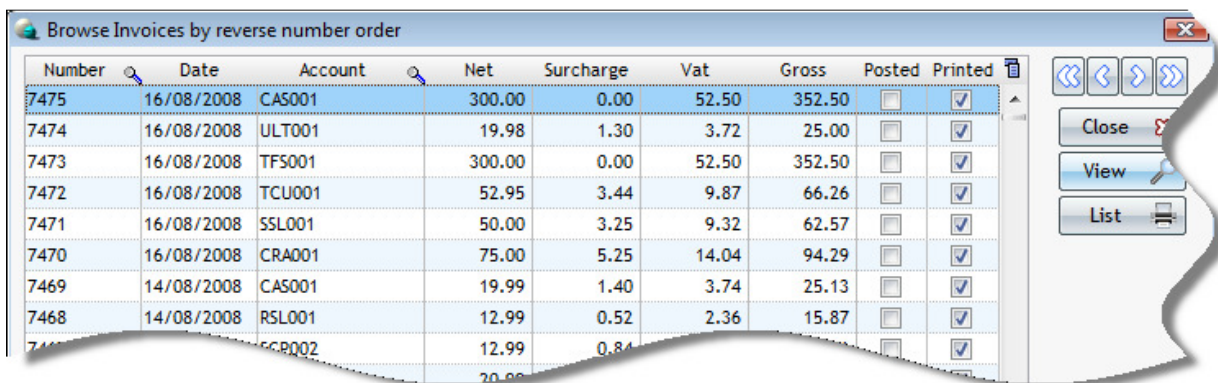 Browse Invoices by reverse number order
Number Date Account Net Surcharge Vat Gross Posted Printed
7475 16/08/2008 CAS001 300.00 0.00 52.50 352.50
Close
7474 16/08/2008 ULT001 19.98 1.30 3.72 25.00
7473 16/08/2008 TFS001 300.00 0.00 52.50 352.50
View
7472 16/08/2008 TCU001 52.95 3.44 9.87 66.26
List
7471 16/08/2008 SSL001 50.00 3.25 9.32 62.57
7470 16/08/2008 CRA001 75.00 5.25 14.04 94.29
7469 14/08/2008 CAS001 19.99 1.40 3.74 25.13
7468 14/08/2008 RSL001 12.99 0.52 2.36 15.87
12.99 0.84